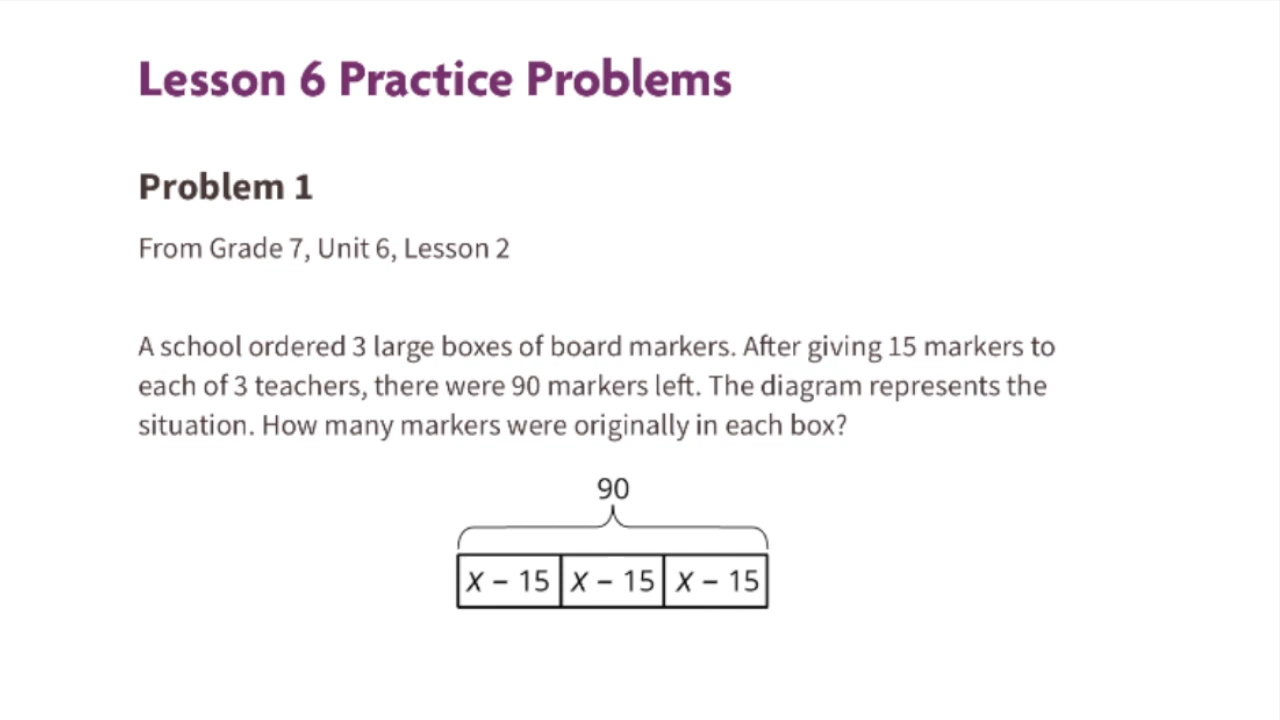 Lesson 6 Practice Problems
Problem 1
From Grade 7, Unit 6, Lesson 2
A school ordered 3 large boxes of board markers. After giving 15 markers to
each of 3 teachers, there were 90 markers left. The diagram represents the
situation. How many markers were originally in each box?
90
x – 15 x – 15 x – 15